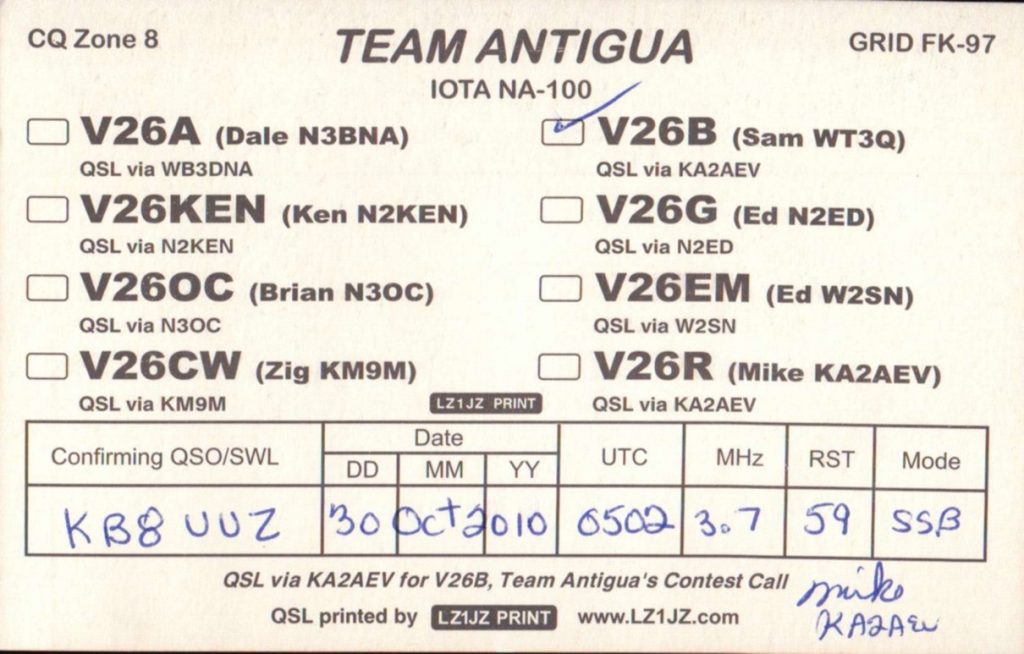 CQ Zone 8 TEAM ANTIGUA GRID FK-97
IOTA NA-100
V26A (Dale N3BNA) V26B (Sam WT3Q)
QSL via WB3DNA QSL via KA2AEV
V26KEN (Ken N2KEN) V26G (Ed N2ED)
QSL via N2KEN QSL via N2ED
V26OC (Brian N3OC) V26EM (Ed W2SN)
QSL via N3OC QSL via W2SN
V26CW (Zig KM9M) V26R (Mike KA2AEV)
QSL via KM9M LZ1JZ PRINT QSL via KA2AEV
Confirming QSO/SWL Date UTC MHz RST Mode
DD MM YY
KB8UUZ 30 Oct 2010 0502 3.7 59 SSB
QSL via KA2AEV for V26B, Team Antigua's Contest Call
Mike
QSL printed by LZ1JZ PRINT www.LZ1JZ.com
KA2AEV